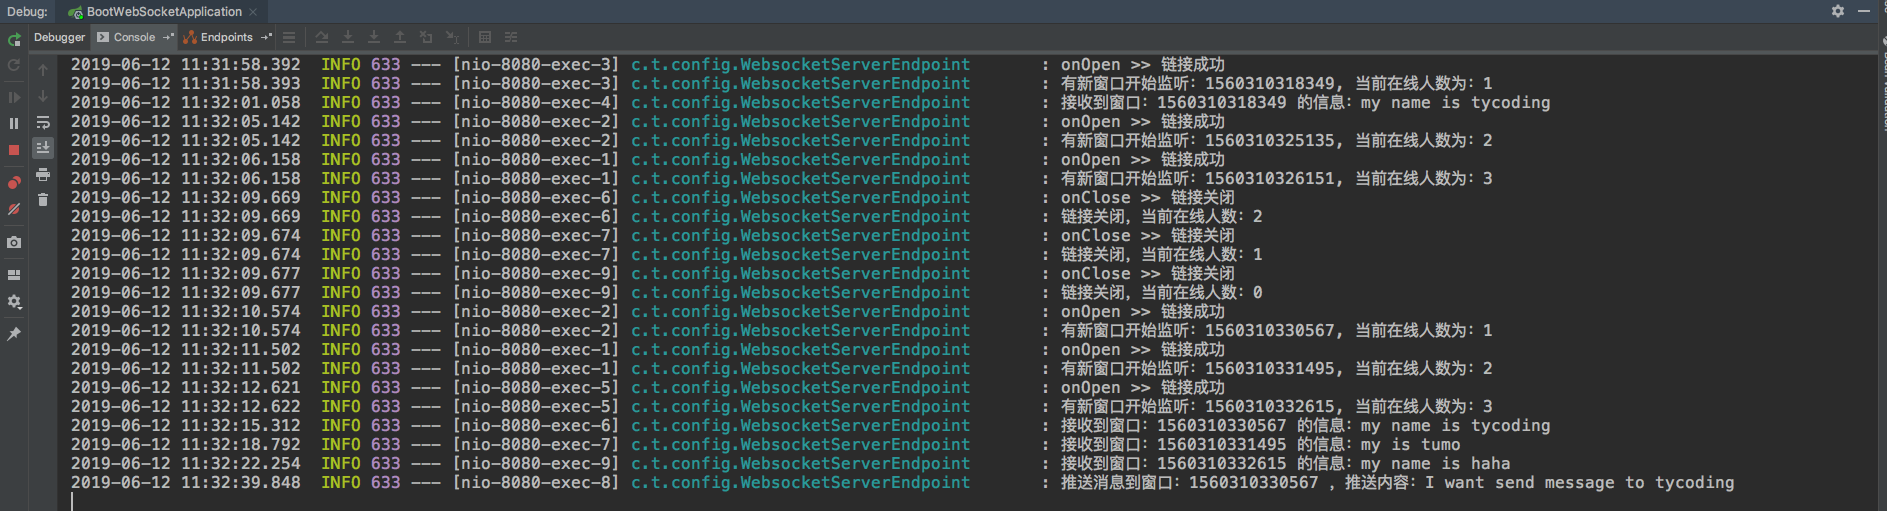 Debug: BootWebSocketApplication ×
Debugger Console Endpoints
2019-06-12 11:31:58.392  INFO 633 --- [nio-8080-exec-3] c.t.config.WebsocketServerEndpoint       : onOpen >> 链接成功
2019-06-12 11:31:58.393  INFO 633 --- [nio-8080-exec-3] c.t.config.WebsocketServerEndpoint       : 有新窗口开始监听：1560310318349, 当前在线人数为：1
2019-06-12 11:32:01.058  INFO 633 --- [nio-8080-exec-4] c.t.config.WebsocketServerEndpoint       : 接收到窗口：1560310318349 的信息：my name is tycoding
2019-06-12 11:32:05.142  INFO 633 --- [nio-8080-exec-2] c.t.config.WebsocketServerEndpoint       : onOpen >> 链接成功
2019-06-12 11:32:05.142  INFO 633 --- [nio-8080-exec-2] c.t.config.WebsocketServerEndpoint       : 有新窗口开始监听：1560310325135, 当前在线人数为：2
2019-06-12 11:32:06.158  INFO 633 --- [nio-8080-exec-1] c.t.config.WebsocketServerEndpoint       : onOpen >> 链接成功
2019-06-12 11:32:06.158  INFO 633 --- [nio-8080-exec-1] c.t.config.WebsocketServerEndpoint       : 有新窗口开始监听：1560310326151, 当前在线人数为：3
2019-06-12 11:32:09.669  INFO 633 --- [nio-8080-exec-6] c.t.config.WebsocketServerEndpoint       : onClose >> 链接关闭
2019-06-12 11:32:09.669  INFO 633 --- [nio-8080-exec-6] c.t.config.WebsocketServerEndpoint       : 链接关闭，当前在线人数：2
2019-06-12 11:32:09.674  INFO 633 --- [nio-8080-exec-7] c.t.config.WebsocketServerEndpoint       : onClose >> 链接关闭
2019-06-12 11:32:09.674  INFO 633 --- [nio-8080-exec-7] c.t.config.WebsocketServerEndpoint       : 链接关闭，当前在线人数：1
2019-06-12 11:32:09.677  INFO 633 --- [nio-8080-exec-9] c.t.config.WebsocketServerEndpoint       : onClose >> 链接关闭
2019-06-12 11:32:09.677  INFO 633 --- [nio-8080-exec-9] c.t.config.WebsocketServerEndpoint       : 链接关闭，当前在线人数：0
2019-06-12 11:32:10.574  INFO 633 --- [nio-8080-exec-2] c.t.config.WebsocketServerEndpoint       : onOpen >> 链接成功
2019-06-12 11:32:10.574  INFO 633 --- [nio-8080-exec-2] c.t.config.WebsocketServerEndpoint       : 有新窗口开始监听：1560310330567, 当前在线人数为：1
2019-06-12 11:32:11.502  INFO 633 --- [nio-8080-exec-1] c.t.config.WebsocketServerEndpoint       : onOpen >> 链接成功
2019-06-12 11:32:11.502  INFO 633 --- [nio-8080-exec-1] c.t.config.WebsocketServerEndpoint       : 有新窗口开始监听：1560310331495, 当前在线人数为：2
2019-06-12 11:32:12.621  INFO 633 --- [nio-8080-exec-5] c.t.config.WebsocketServerEndpoint       : onOpen >> 链接成功
2019-06-12 11:32:12.622  INFO 633 --- [nio-8080-exec-5] c.t.config.WebsocketServerEndpoint       : 有新窗口开始监听：1560310332615, 当前在线人数为：3
2019-06-12 11:32:15.312  INFO 633 --- [nio-8080-exec-6] c.t.config.WebsocketServerEndpoint       : 接收到窗口：1560310330567 的信息：my name is tycoding
2019-06-12 11:32:18.792  INFO 633 --- [nio-8080-exec-7] c.t.config.WebsocketServerEndpoint       : 接收到窗口：1560310331495 的信息：my is tumo
2019-06-12 11:32:22.254  INFO 633 --- [nio-8080-exec-9] c.t.config.WebsocketServerEndpoint       : 接收到窗口：1560310332615 的信息：my name is haha
2019-06-12 11:32:39.848  INFO 633 --- [nio-8080-exec-8] c.t.config.WebsocketServerEndpoint       : 推送消息到窗口：1560310330567 ，推送内容：I want send message to tycoding